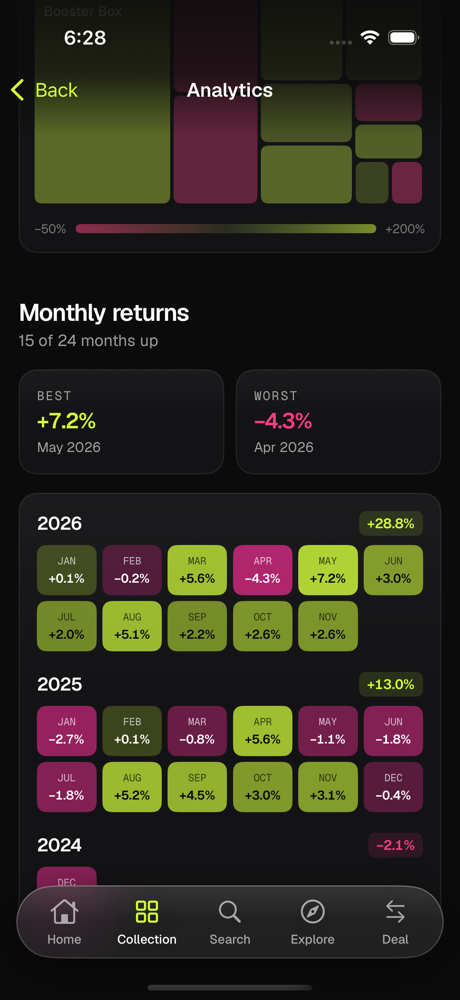 Booster Box
6:28
Back
Analytics
−50%
+200%
Monthly returns
15 of 24 months up
BEST
+7.2%
May 2026
WORST
−4.3%
Apr 2026
2026
+28.8%
JAN FEB MAR APR MAY JUN
+0.1% −0.2% +5.6% −4.3% +7.2% +3.0%
JUL AUG SEP OCT NOV
+2.0% +5.1% +2.2% +2.6% +2.6%
2025
+13.0%
JAN FEB MAR APR MAY JUN
−2.7% +0.1% −0.8% +5.6% −1.1% −1.8%
JUL AUG SEP OCT NOV DEC
−1.8% +5.2% +4.5% +3.0% +3.1% −0.4%
2024
−2.1%
DEC
Home Collection Search Explore Deal